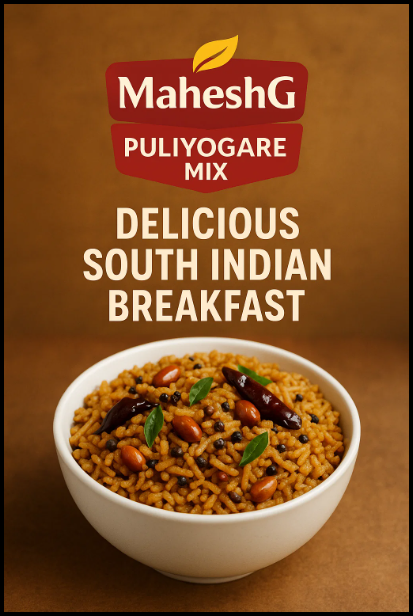 MaheshG
PULIYOGARE
MIX
DELICIOUS
SOUTH INDIAN
BREAKFAST